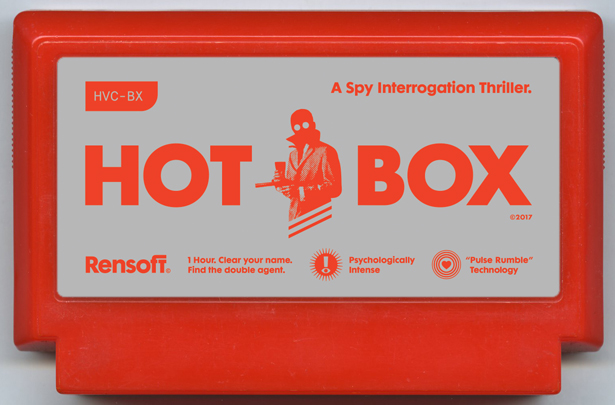 HVC-BX
A Spy Interrogation Thriller.
HOT BOX
©2017
Rensoft©
1 Hour. Clear your name.
Find the double agent.
Psychologically
Intense
"Pulse Rumble"
Technology